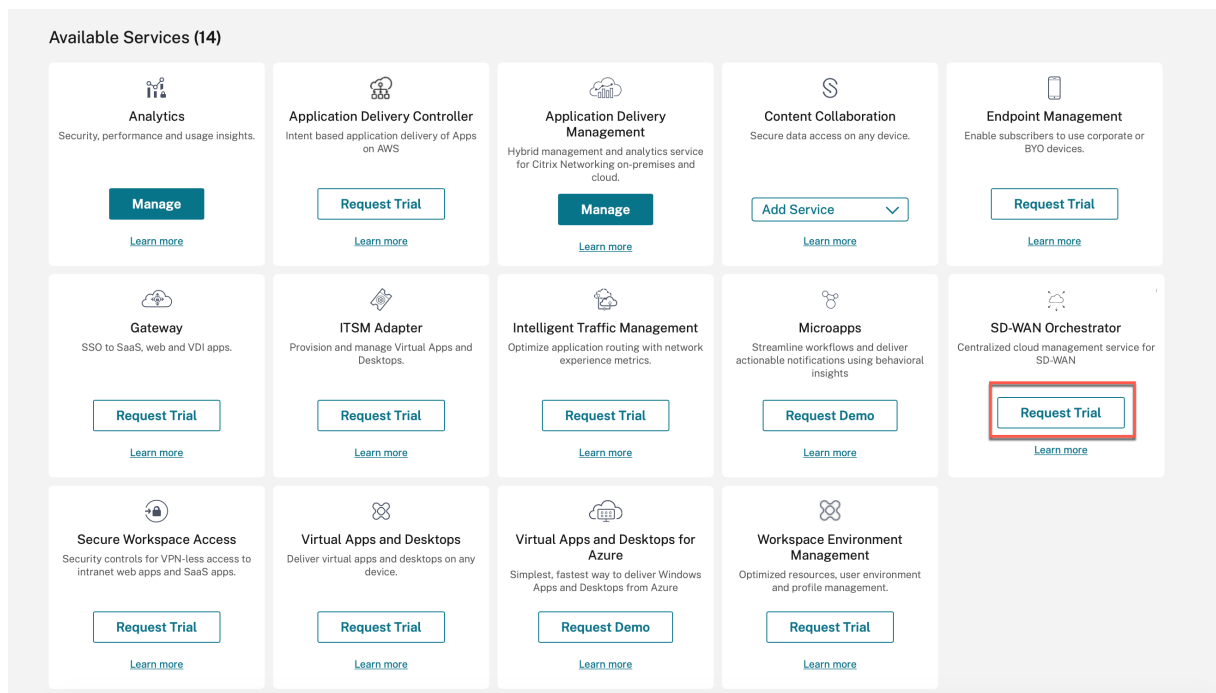 Available Services (14)
Analytics
Security, performance and usage insights.
Manage
Learn more
Application Delivery Controller
Intent based application delivery of Apps
on AWS
Request Trial
Learn more
Application Delivery
Management
Hybrid management and analytics service
for Citrix Networking on-premises and
cloud.
Manage
Learn more
Content Collaboration
Secure data access on any device.
Add Service
Learn more
Endpoint Management
Enable subscribers to use corporate or
BYO devices.
Request Trial
Learn more
Gateway
SSO to SaaS, web and VDI apps.
Request Trial
Learn more
ITSM Adapter
Provision and manage Virtual Apps and
Desktops.
Request Trial
Learn more
Intelligent Traffic Management
Optimize application routing with network
experience metrics.
Request Trial
Learn more
Microapps
Streamline workflows and deliver
actionable notifications using behavioral
insights
Request Demo
Learn more
SD-WAN Orchestrator
Centralized cloud management service for
SD-WAN
Request Trial
Learn more
Secure Workspace Access
Security controls for VPN-less access to
intranet web apps and SaaS apps.
Request Trial
Learn more
Virtual Apps and Desktops
Deliver virtual apps and desktops on any
device.
Request Trial
Learn more
Virtual Apps and Desktops for
Azure
Simplest, fastest way to deliver Windows
Apps and Desktops from Azure
Request Demo
Learn more
Workspace Environment
Management
Optimized resources, user environment
and profile management.
Request Trial
Learn more